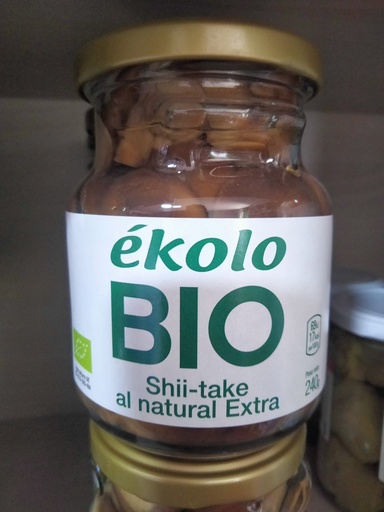 ékolo
BIO
Shii-take
al natural Extra
240g